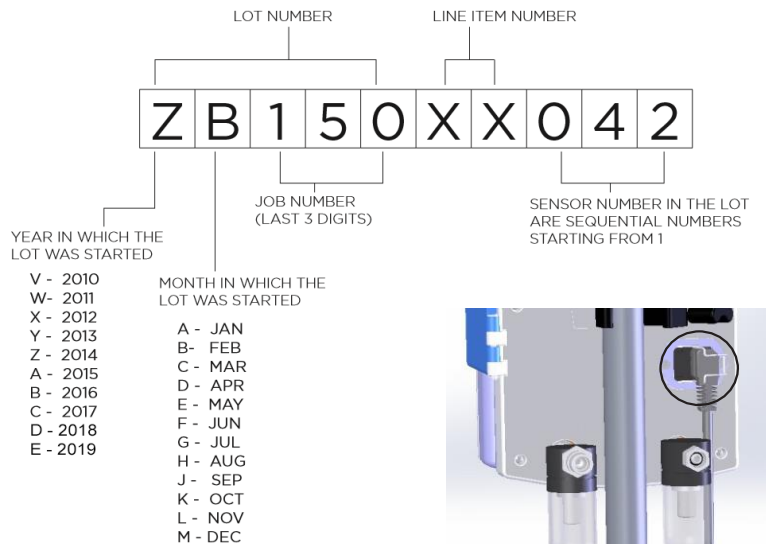 LOT NUMBER
LINE ITEM NUMBER
Z B 1 5 0 X X 0 4 2
JOB NUMBER
(LAST 3 DIGITS)
SENSOR NUMBER IN THE LOT
ARE SEQUENTIAL NUMBERS
STARTING FROM 1
YEAR IN WHICH THE
LOT WAS STARTED
V - 2010
W- 2011
X - 2012
Y - 2013
Z - 2014
A - 2015
B - 2016
C - 2017
D - 2018
E - 2019
MONTH IN WHICH THE
LOT WAS STARTED
A - JAN
B- FEB
C - MAR
D - APR
E - MAY
F - JUN
G - JUL
H - AUG
J - SEP
K - OCT
L - NOV
M - DEC